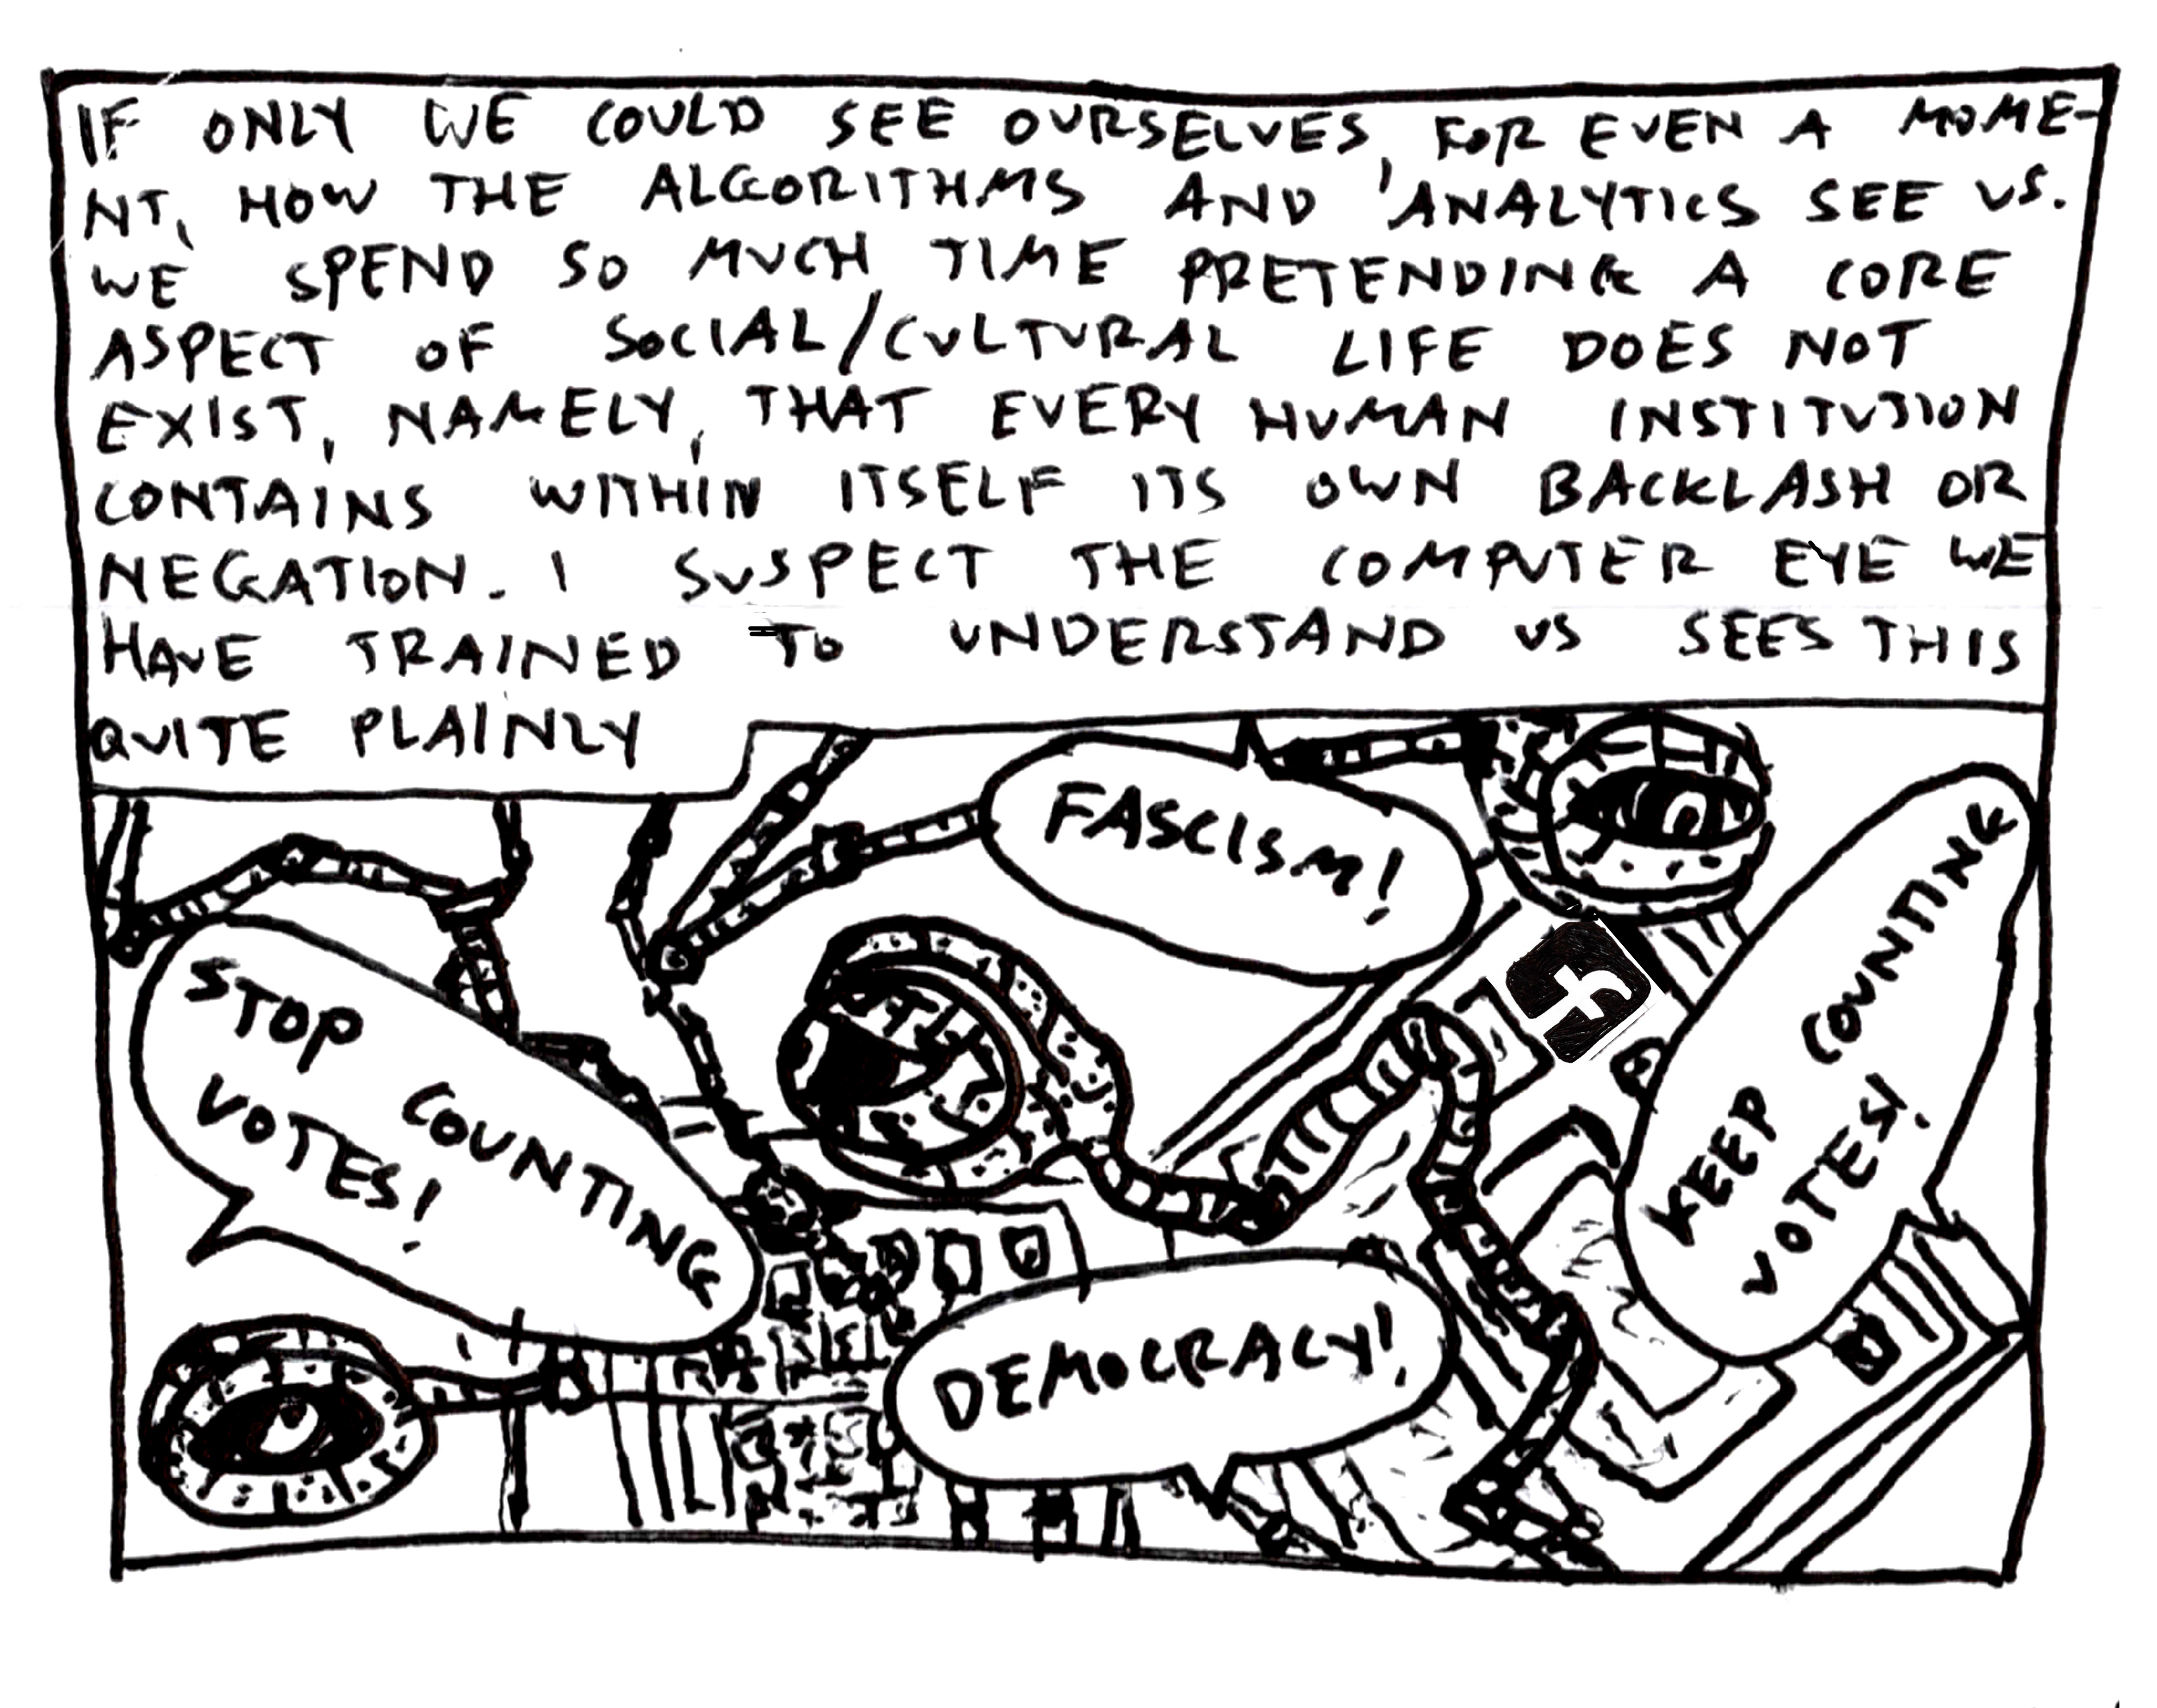 IF ONLY WE COULD SEE OURSELVES, FOR EVEN A MOME-
NT, HOW THE ALGORITHMS AND ANALYTICS SEE US.
WE SPEND SO MUCH TIME PRETENDING A CORE
ASPECT OF SOCIAL/CULTURAL LIFE DOES NOT
EXIST, NAMELY, THAT EVERY HUMAN INSTITUTION
CONTAINS WITHIN ITSELF ITS OWN BACKLASH OR
NEGATION. I SUSPECT THE COMPUTER EYE WE
HAVE TRAINED TO UNDERSTAND US SEES THIS
QUITE PLAINLY
FASCISM!
STOP
COUNTING
VOTES!
KEEP COUNTING
VOTES!
DEMOCRACY!
f